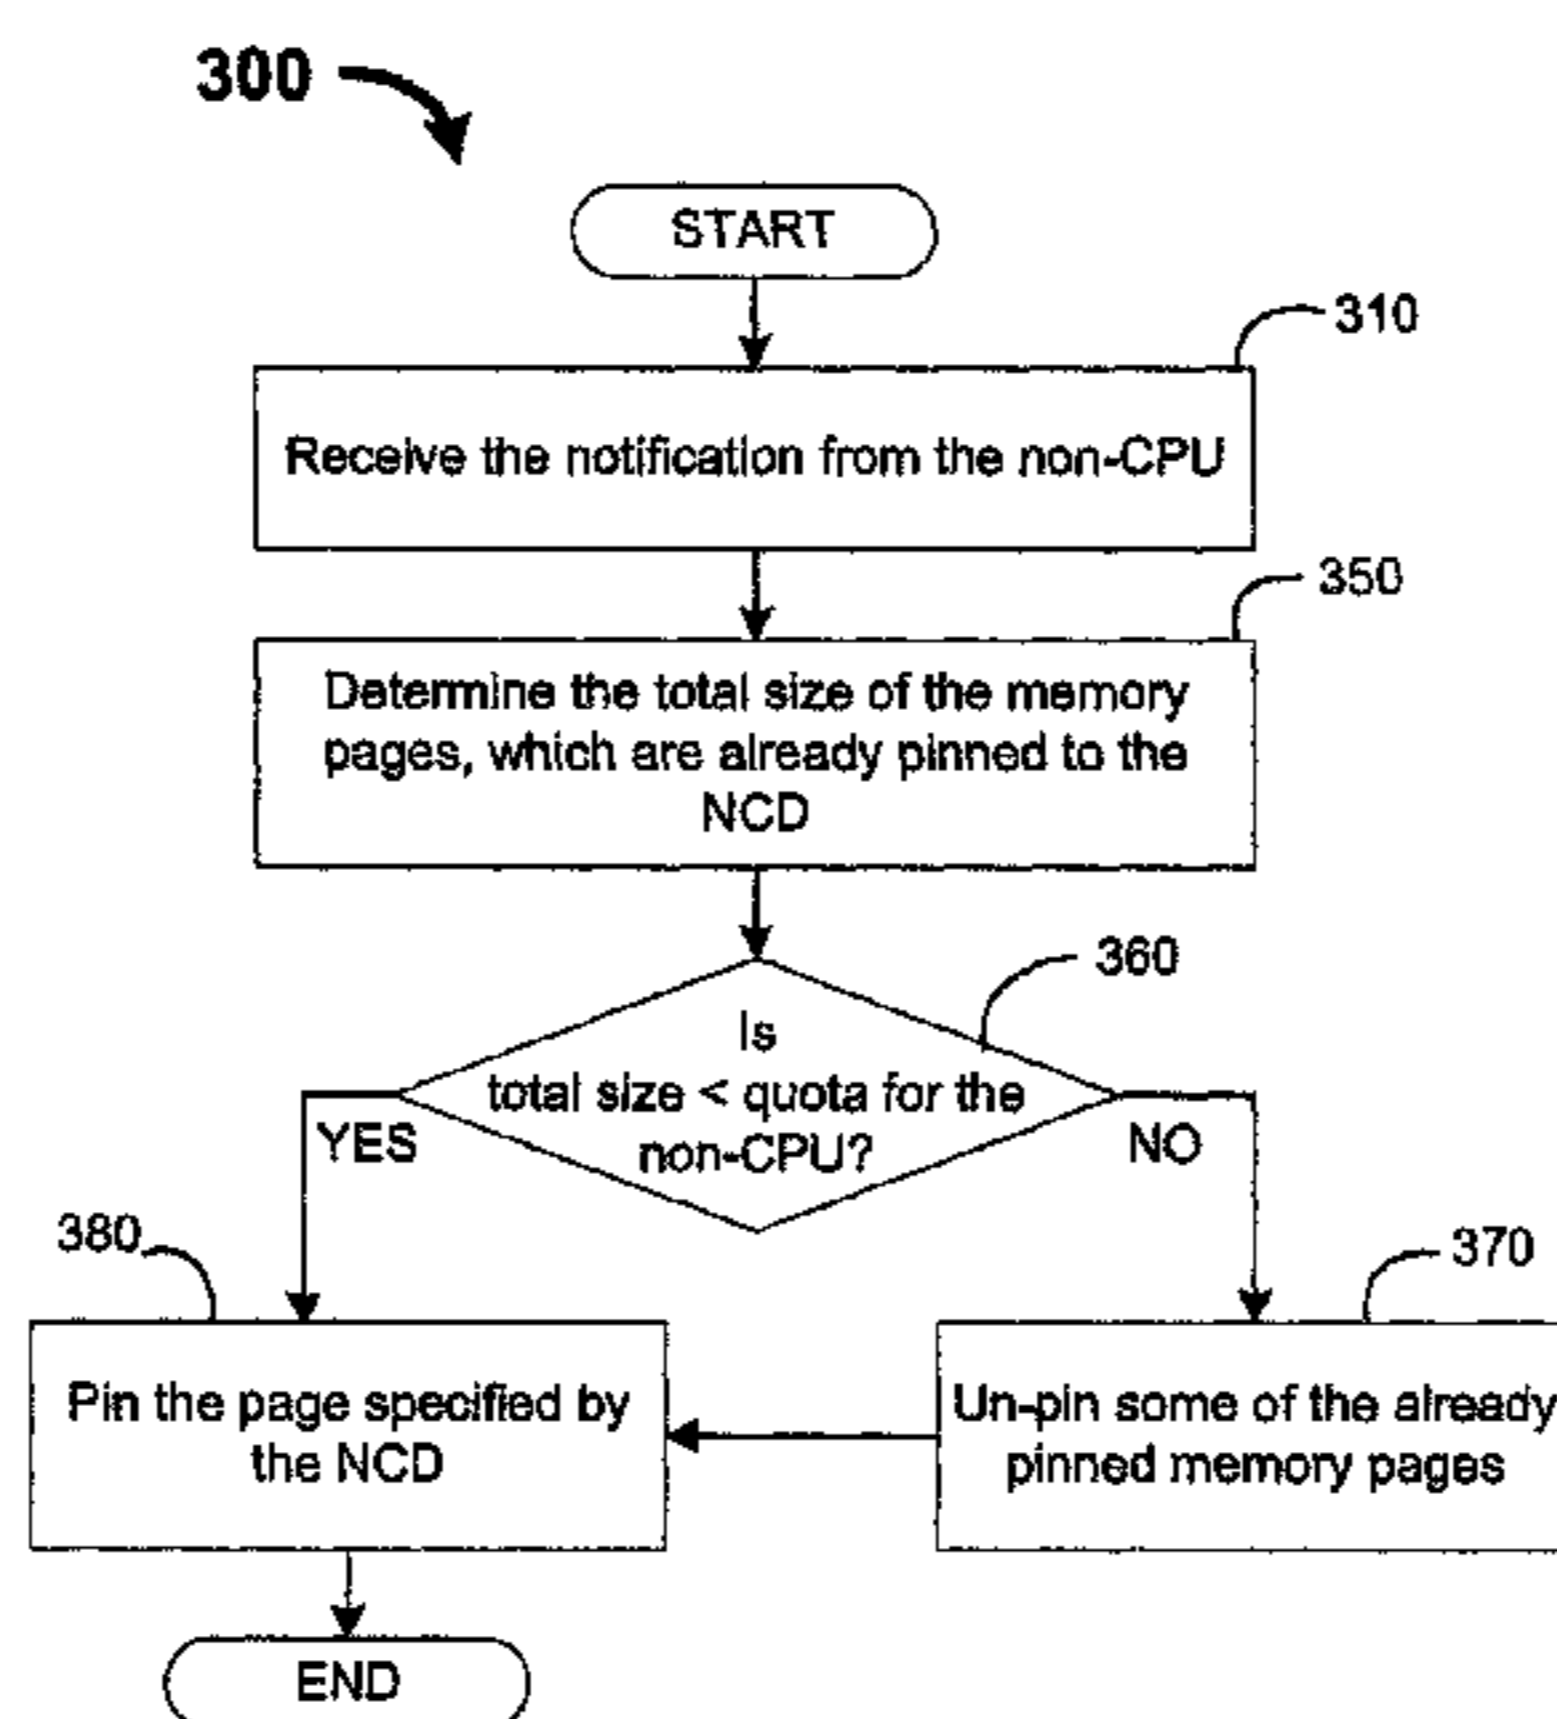 300
START
310
Receive the notification from the non-CPU
350
Determine the total size of the memory
pages, which are already pinned to the
NCD
360
Is
total size < quota for the
non-CPU?
YES
NO
380
370
Pin the page specified by
the NCD
Un-pin some of the already
pinned memory pages
END